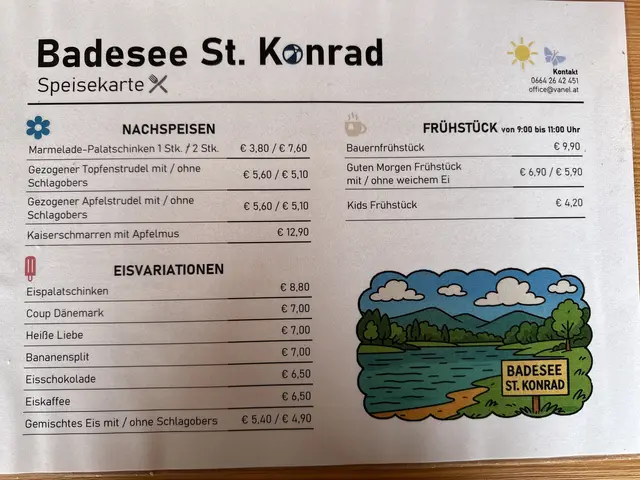 Badesee St. Konrad
Speisekarte
Kontakt
0664 26 42 451
office@vanel.at
NACHSPEISEN
Marmelade-Palatschinken 1 Stk. / 2 Stk. € 3,80 / € 7,60
Gezogener Topfenstrudel mit / ohne
Schlagobers € 5,60 / € 5,10
Gezogener Apfelstrudel mit / ohne
Schlagobers € 5,60 / € 5,10
Kaiserschmarren mit Apfelmus € 12,90
EISVARIATIONEN
Eispalatschinken € 8,80
Coup Dänemark € 7,00
Heiße Liebe € 7,00
Bananensplit € 7,00
Eisschokolade € 6,50
Eiskaffee € 6,50
Gemischtes Eis mit / ohne Schlagobers € 5,40 / € 4,90
FRÜHSTÜCK von 9:00 bis 11:00 Uhr
Bauernfrühstück € 9,90
Guten Morgen Frühstück
mit / ohne weichem Ei € 6,90 / € 5,90
Kids Frühstück € 4,20
BADESEE
ST. KONRAD